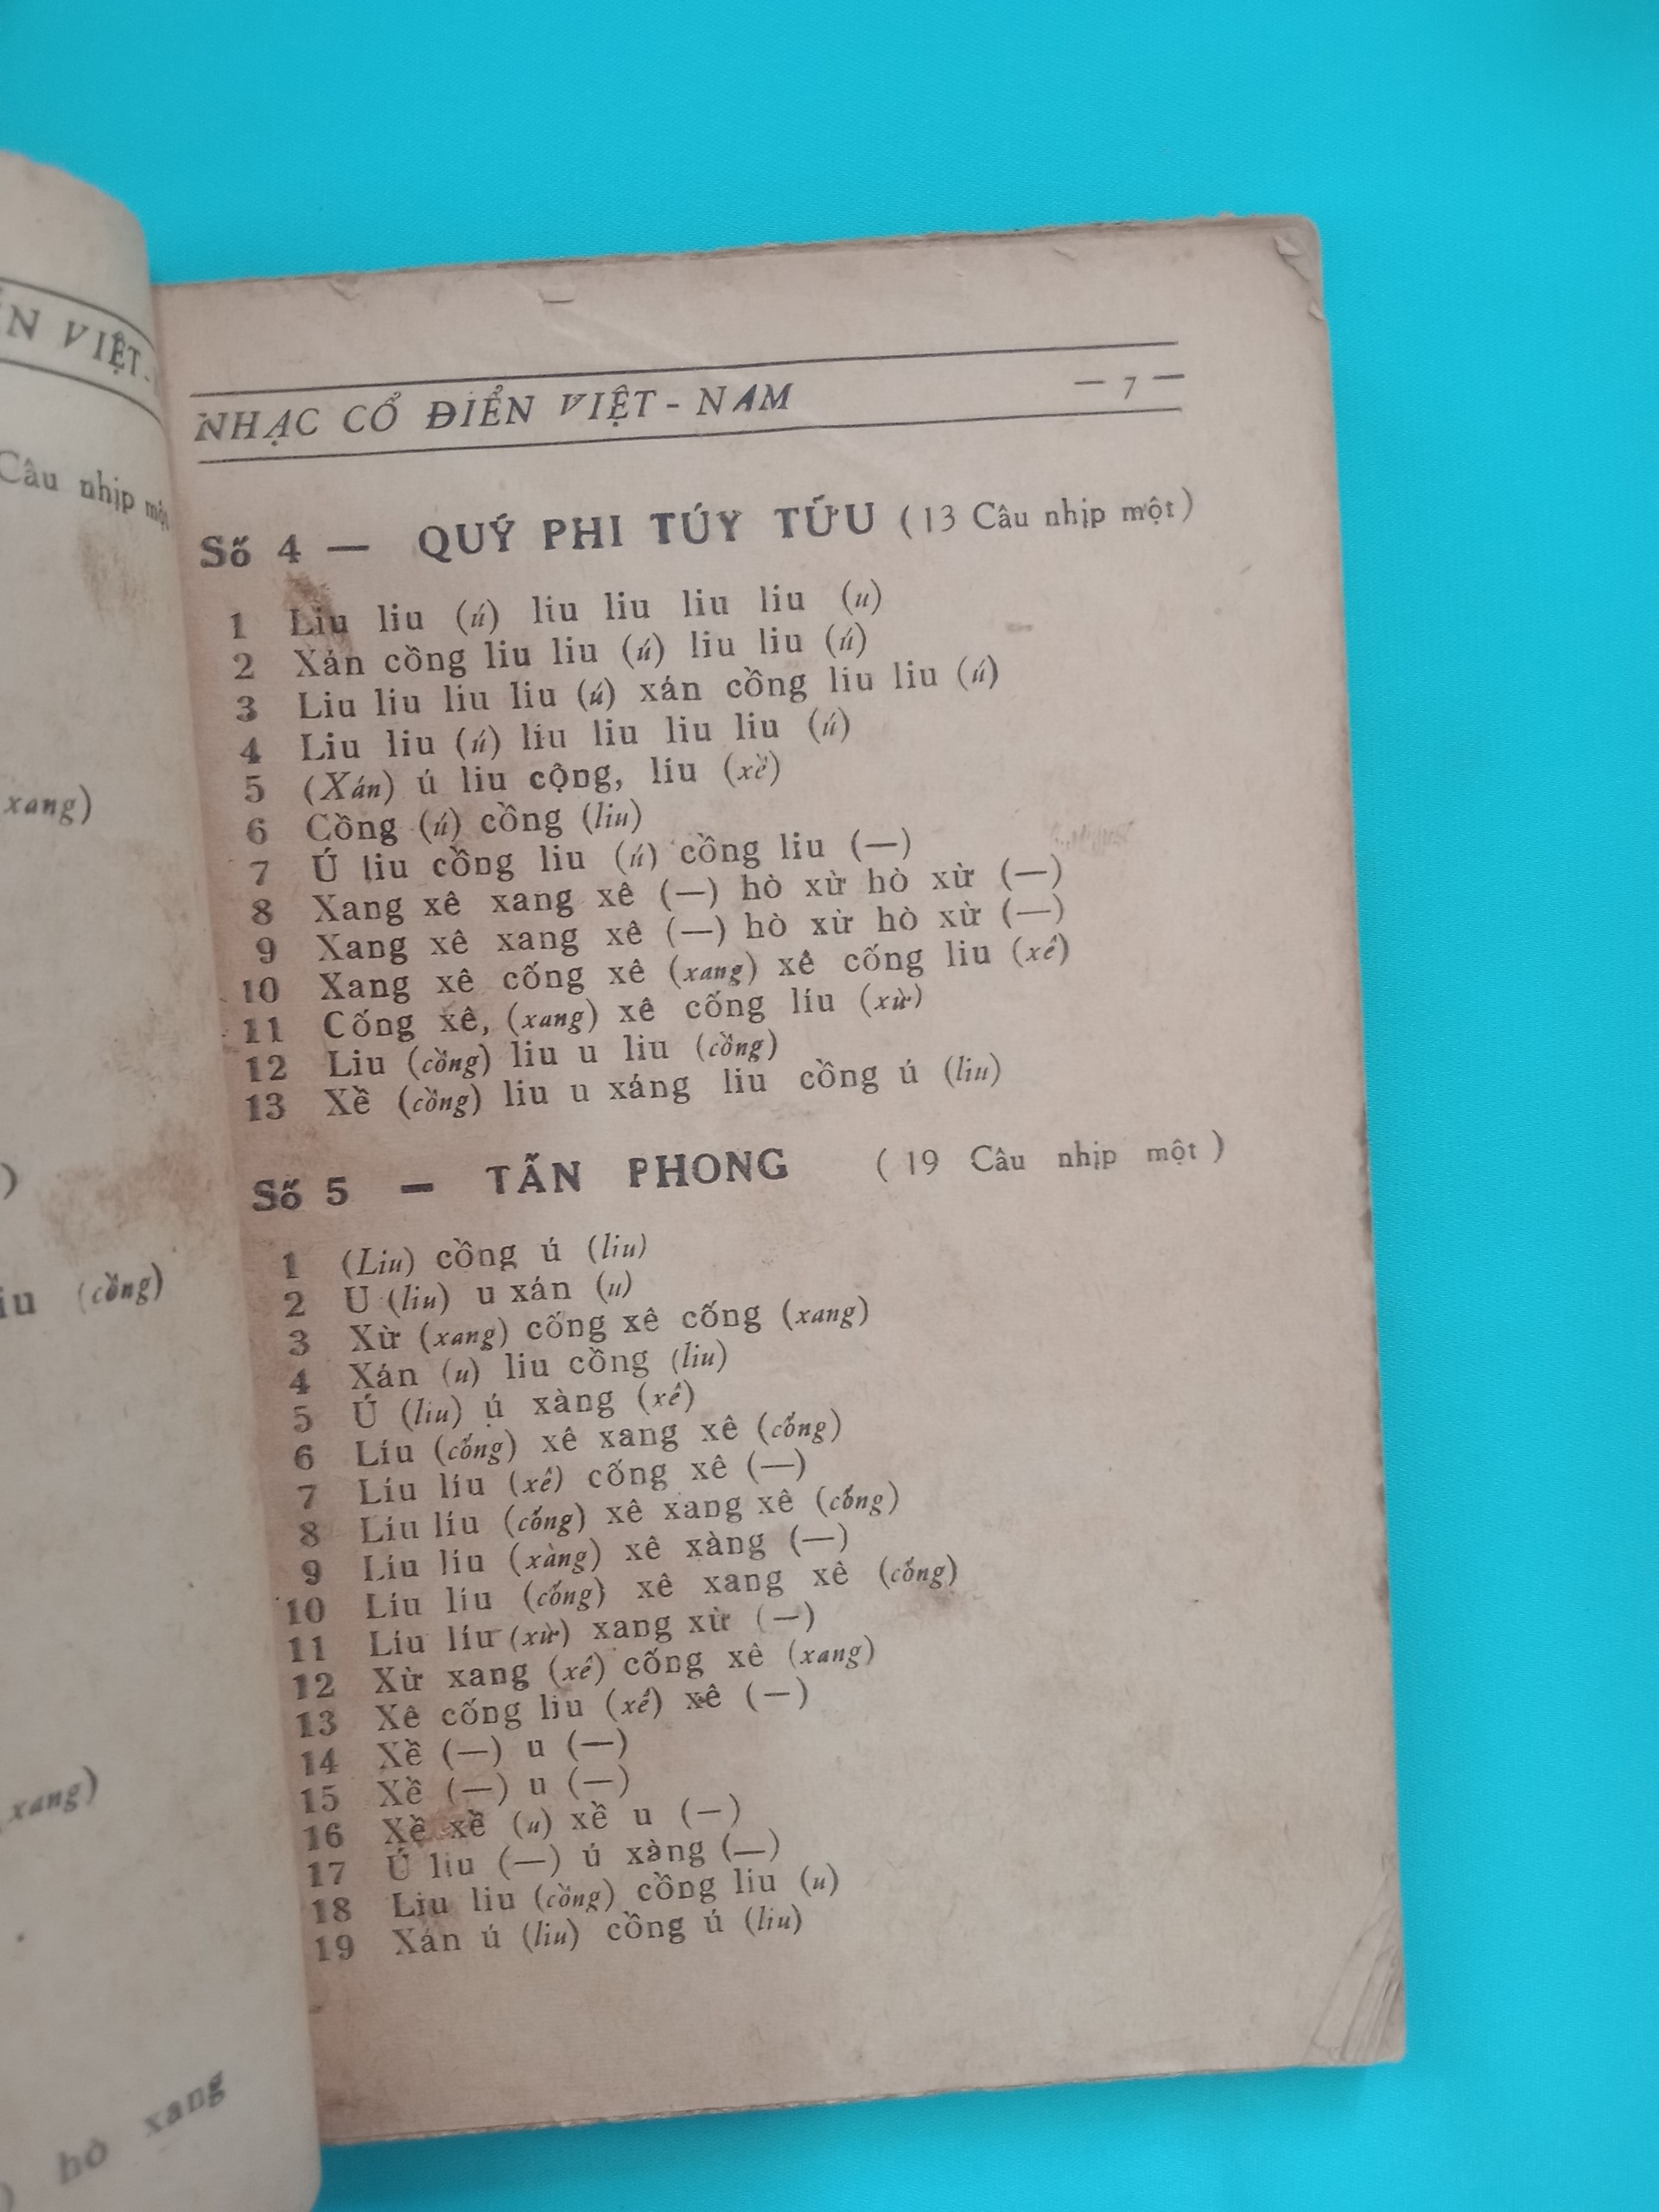 ỂN VIỆT-
Câu nhịp một
xang)
)
iu (cồng)
xang)
) hò xang
NHẠC CỔ ĐIỂN VIỆT - NAM — 7 —
Số 4 — QUÝ PHI TÚY TỬU (13 Câu nhịp một)
1 Liu liu (ú) liu liu liu liu (u)
2 Xán cồng liu liu (ú) liu liu (ú)
3 Liu liu liu liu (ú) xán cồng liu liu (ú)
4 Liu liu (ú) liu liu liu liu (ú)
5 (Xán) ú liu cộng, líu (xề)
6 Cồng (ú) cồng (liu)
7 Ú liu cồng liu (ú) cồng liu (—)
8 Xang xê xang xê (—) hò xừ hò xừ (—)
9 Xang xê xang xê (—) hò xừ hò xừ (—)
10 Xang xê cống xê (xang) xê cống liu (xê)
11 Cống xê, (xang) xê cống líu (xừ)
12 Liu (cồng) liu u liu (cồng)
13 Xề (cồng) liu u xáng liu cồng ú (liu)
Số 5 — TẪN PHONG (19 Câu nhịp một)
1 (Liu) cồng ú (liu)
2 U (liu) u xán (u)
3 Xừ (xang) cống xê cống (xang)
4 Xán (u) liu cồng (liu)
5 Ú (liu) ú xàng (xê)
6 Líu (cống) xê xang xê (cống)
7 Líu líu (xê) cống xê (—)
8 Líu líu (cống) xê xang xê (cống)
9 Líu líu (xàng) xê xàng (—)
10 Líu líu (cống) xê xang xê (cống)
11 Líu líu (xừ) xang xừ (—)
12 Xừ xang (xê) cống xê (xang)
13 Xê cống liu (xê) xê (—)
14 Xề (—) u (—)
15 Xề (—) u (—)
16 Xề xề (u) xề u (—)
17 Ú liu (—) ú xàng (—)
18 Liu liu (cồng) cồng liu (u)
19 Xán ú (liu) cồng ú (liu)